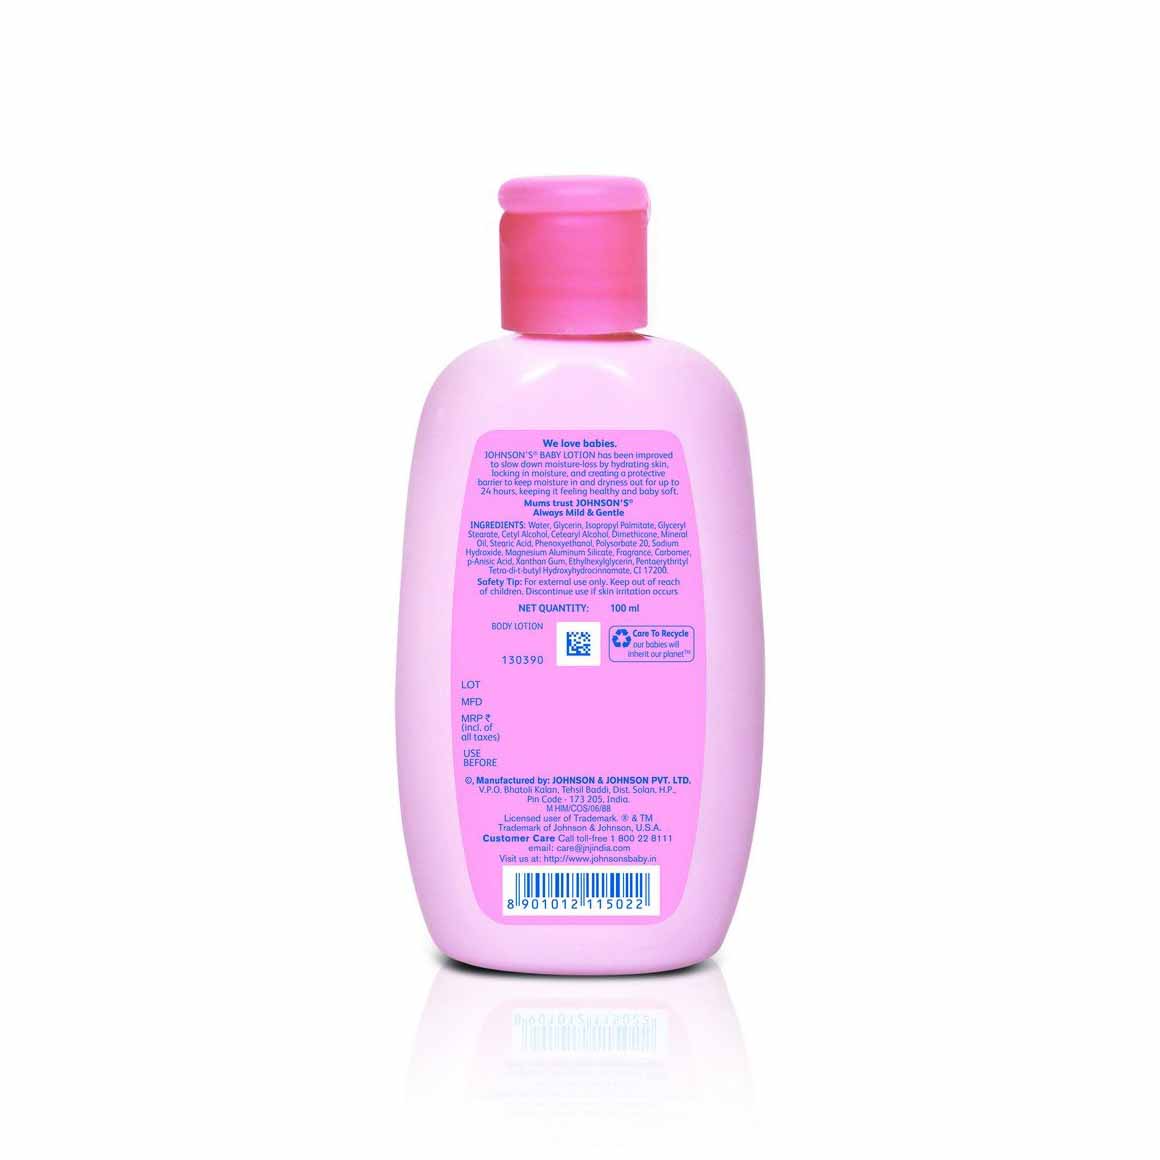 We love babies.
JOHNSON'S® BABY LOTION has been improved
to slow down moisture-loss by hydrating skin,
locking in moisture, and creating a protective
barrier to keep moisture in and dryness out for up to
24 hours, keeping it feeling healthy and baby soft.
Mums trust JOHNSON'S®
Always Mild & Gentle
INGREDIENTS: Water, Glycerin, Isopropyl Palmitate, Glyceryl
Stearate, Cetyl Alcohol, Cetearyl Alcohol, Dimethicone, Mineral
Oil, Stearic Acid, Phenoxyethanol, Polysorbate 20, Sodium
Hydroxide, Magnesium Aluminum Silicate, Fragrance, Carbomer,
p-Anisic Acid, Xanthan Gum, Ethylhexylglycerin, Pentaerythrityl
Tetra-di-t-butyl Hydroxyhydrocinnamate, CI 17200.
Safety Tip: For external use only. Keep out of reach
of children. Discontinue use if skin irritation occurs
NET QUANTITY: 100 ml
BODY LOTION
130390
Care To Recycle
our babies will
inherit our planet™
LOT
MFD
MRP ₹
(incl. of
all taxes)
USE
BEFORE
©, Manufactured by: JOHNSON & JOHNSON PVT. LTD.
V.P.O. Bhatoli Kalan, Tehsil Baddi, Dist. Solan, H.P.,
Pin Code - 173 205, India.
M HIM/COS/06/88
Licensed user of Trademark. ® & TM
Trademark of Johnson & Johnson, U.S.A.
Customer Care Call toll-free 1 800 22 8111
email: care@jnjindia.com
Visit us at: http://www.johnsonsbaby.in
8 901012 115022